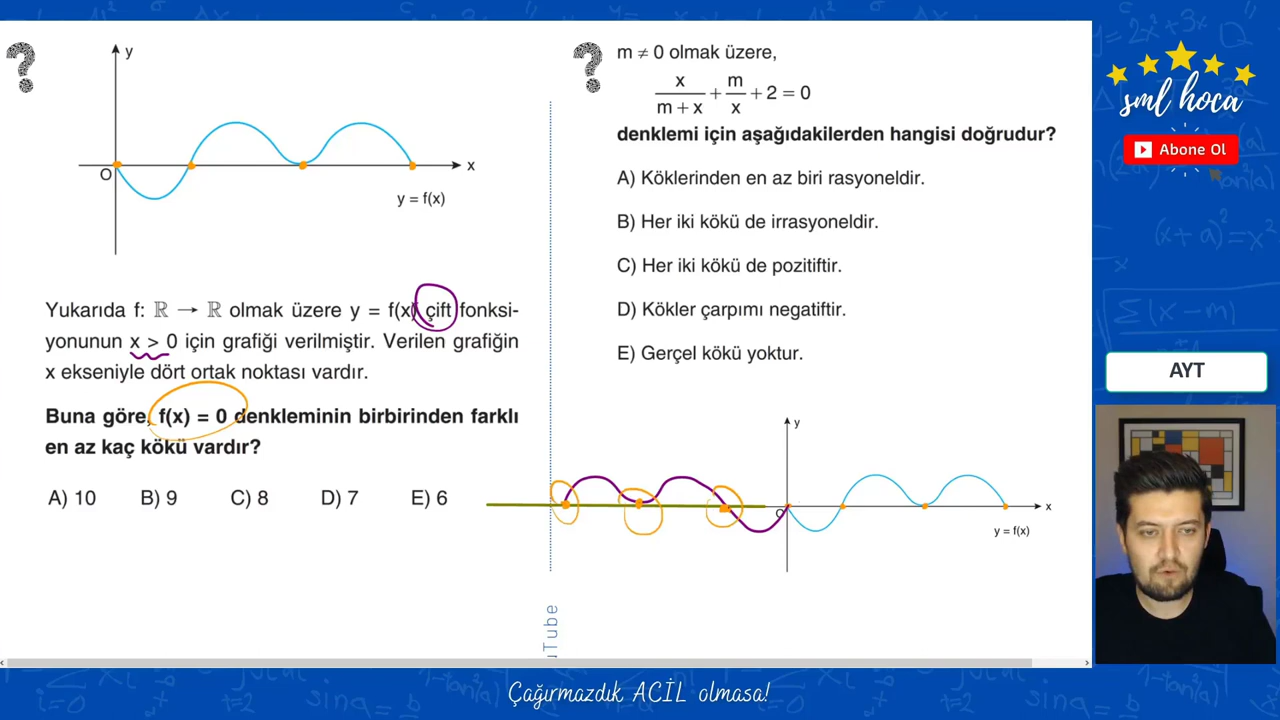 y
O
x
y = f(x)
Yukarıda f: ℝ → ℝ olmak üzere y = f(x) çift fonksi-
yonunun x > 0 için grafiği verilmiştir. Verilen grafiğin
x ekseniyle dört ortak noktası vardır.
Buna göre, f(x) = 0 denkleminin birbirinden farklı
en az kaç kökü vardır?
A) 10 B) 9 C) 8 D) 7 E) 6
m ≠ 0 olmak üzere,
x/(m + x) + m/x + 2 = 0
denklemi için aşağıdakilerden hangisi doğrudur?
A) Köklerinden en az biri rasyoneldir.
B) Her iki kökü de irrasyoneldir.
C) Her iki kökü de pozitiftir.
D) Kökler çarpımı negatiftir.
E) Gerçel kökü yoktur.
y
O
x
y = f(x)
uTube
sml hoca
Abone Ol
AYT
Çağırmazdık ACİL olmasa!